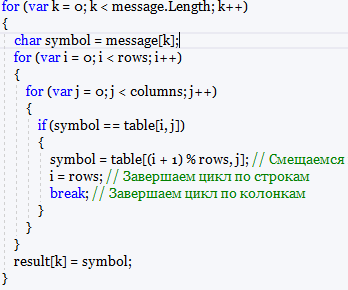 for (var k = 0; k < message.Length; k++)
{
char symbol = message[k];
for (var i = 0; i < rows; i++)
{
for (var j = 0; j < columns; j++)
{
if (symbol == table[i, j])
{
symbol = table[(i + 1) % rows, j]; // Смещаемся
i = rows; // Завершаем цикл по строкам
break; // Завершаем цикл по колонкам
}
}
}
result[k] = symbol;
}